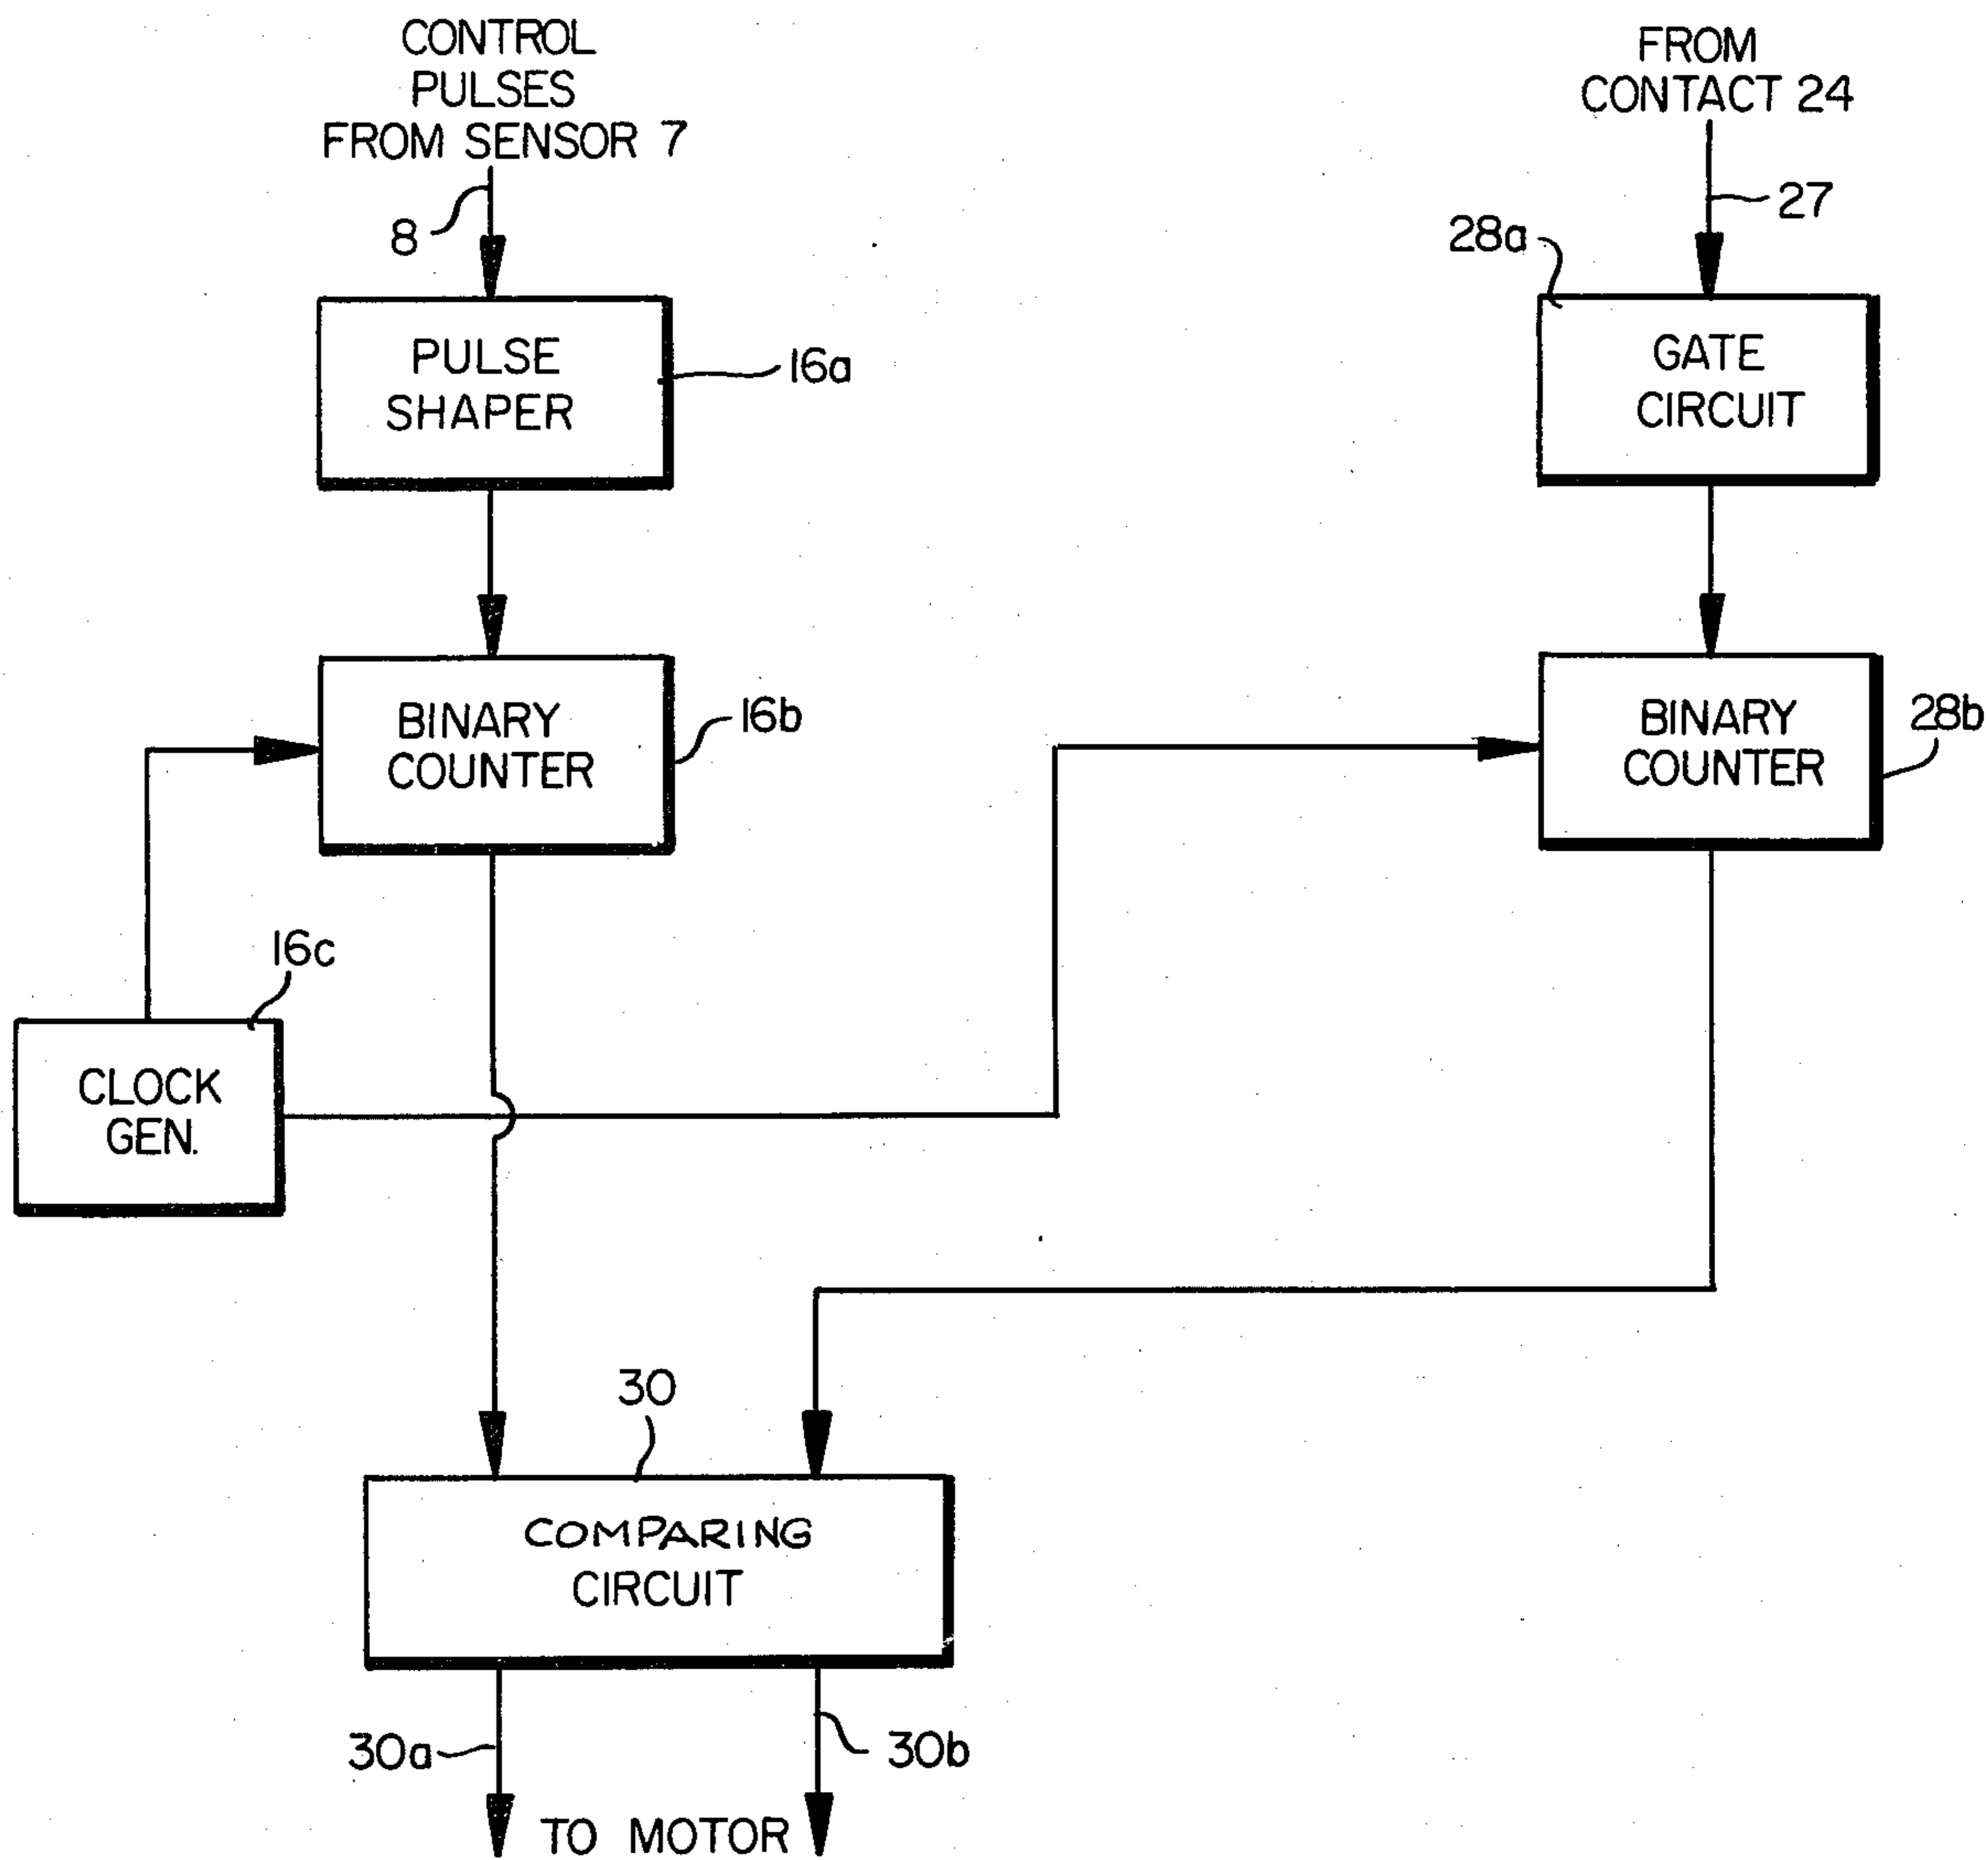 CONTROL
PULSES
FROM SENSOR 7
FROM
CONTACT 24
8
27
28a
PULSE
SHAPER
16a
GATE
CIRCUIT
BINARY
COUNTER
16b
BINARY
COUNTER
28b
16c
CLOCK
GEN.
30
COMPARING
CIRCUIT
30a
30b
TO MOTOR